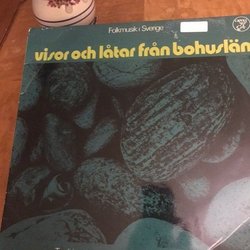 Folkmusik i Sverige
visor och låtar från bohuslän